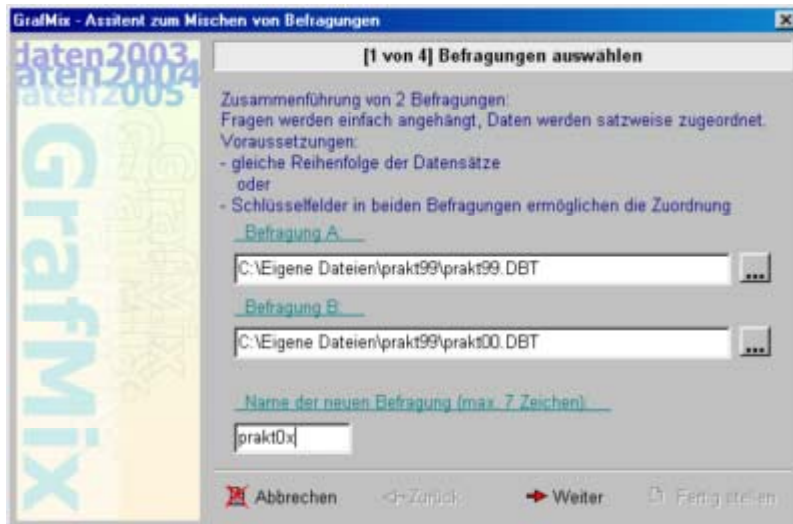 GrafMix - Assitent zum Mischen von Befragungen
daten2003
daten2004
daten2005
GrafMix
[1 von 4] Befragungen auswählen
Zusammenführung von 2 Befragungen:
Fragen werden einfach angehängt, Daten werden satzweise zugeordnet.
Voraussetzungen:
- gleiche Reihenfolge der Datensätze
oder
- Schlüsselfelder in beiden Befragungen ermöglichen die Zuordnung
Befragung A:
C:\Eigene Dateien\prakt99\prakt99.DBT
...
Befragung B:
C:\Eigene Dateien\prakt99\prakt00.DBT
...
Name der neuen Befragung (max. 7 Zeichen)
prakt0x
Abbrechen
Zurück
Weiter
Fertig stellen